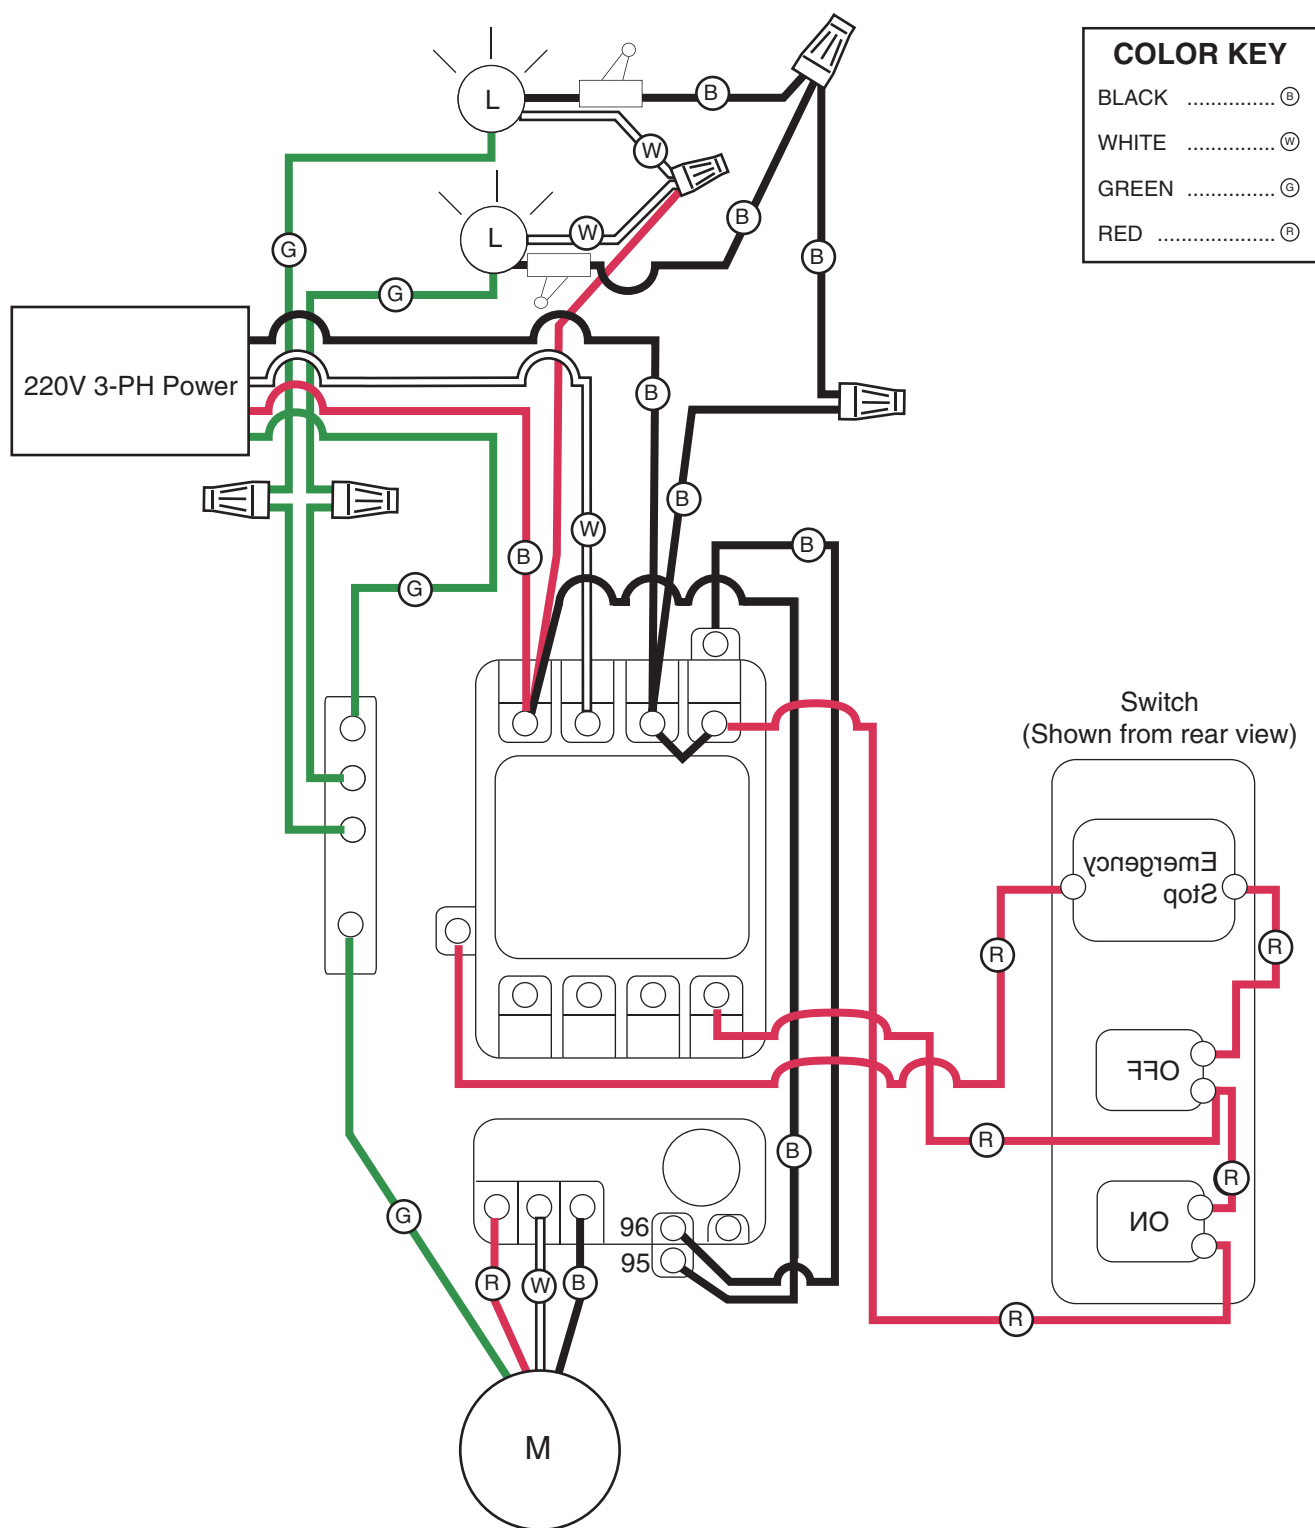 COLOR KEY
BLACK ............... B
WHITE ............... W
GREEN ............... G
RED .................... R
L
B
W
L
W
B
B
G
G
220V 3-PH Power
B
B
W
B
B
G
Switch
(Shown from rear view)
Emergency
Stop
R
R
OFF
R
B
R
ON
G
96
95
R
W
B
R
M